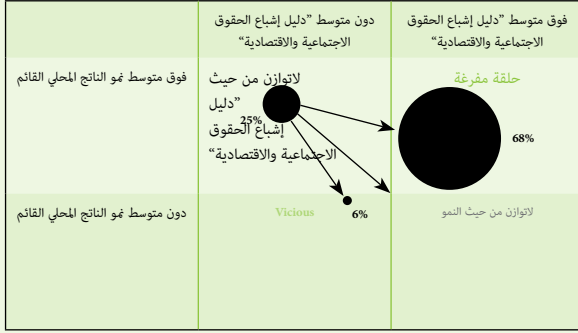 فوق متوسط ”دليل إشباع الحقوق
الاجتماعية والاقتصادية“
دون متوسط ”دليل إشباع الحقوق
الاجتماعية والاقتصادية“
فوق متوسط نمو الناتج المحلي القائم
لاتوازن من حيث
”دليل
إشباع الحقوق
الاجتماعية والاقتصادية“
25%
حلقة مفرغة
68%
دون متوسط نمو الناتج المحلي القائم
Vicious
6%
لاتوازن من حيث النمو